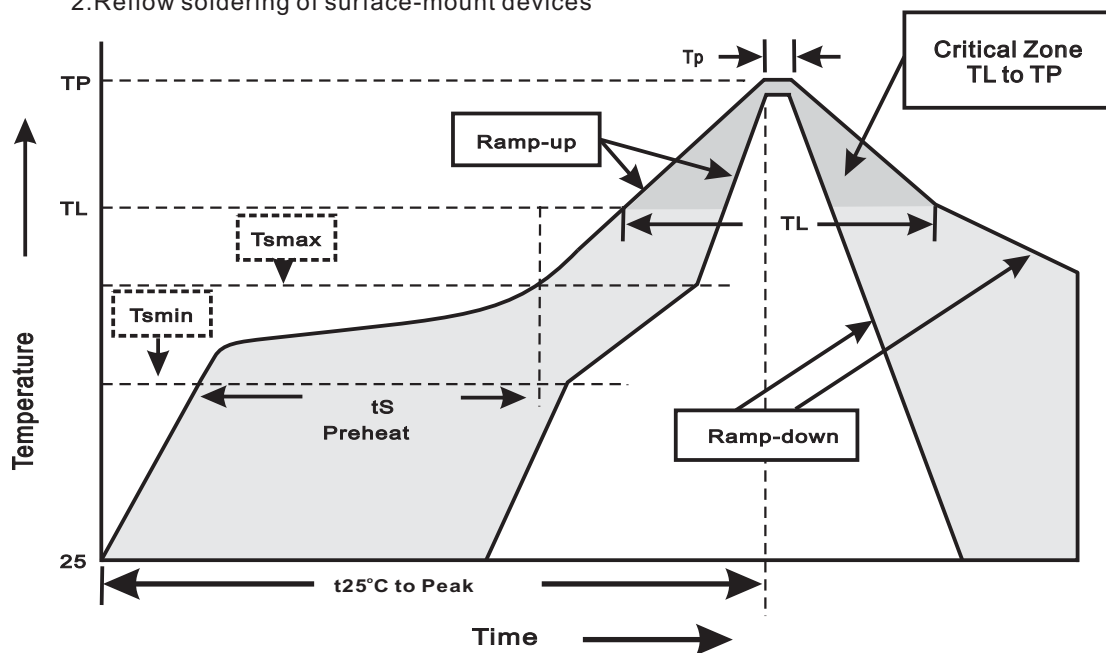 2.Reflow soldering of surface-mount devices
Tp
Critical Zone
TL to TP
TP
Ramp-up
TL
TL
Tsmax
Tsmin
Temperature
tS
Preheat
Ramp-down
25
t25°C to Peak
Time